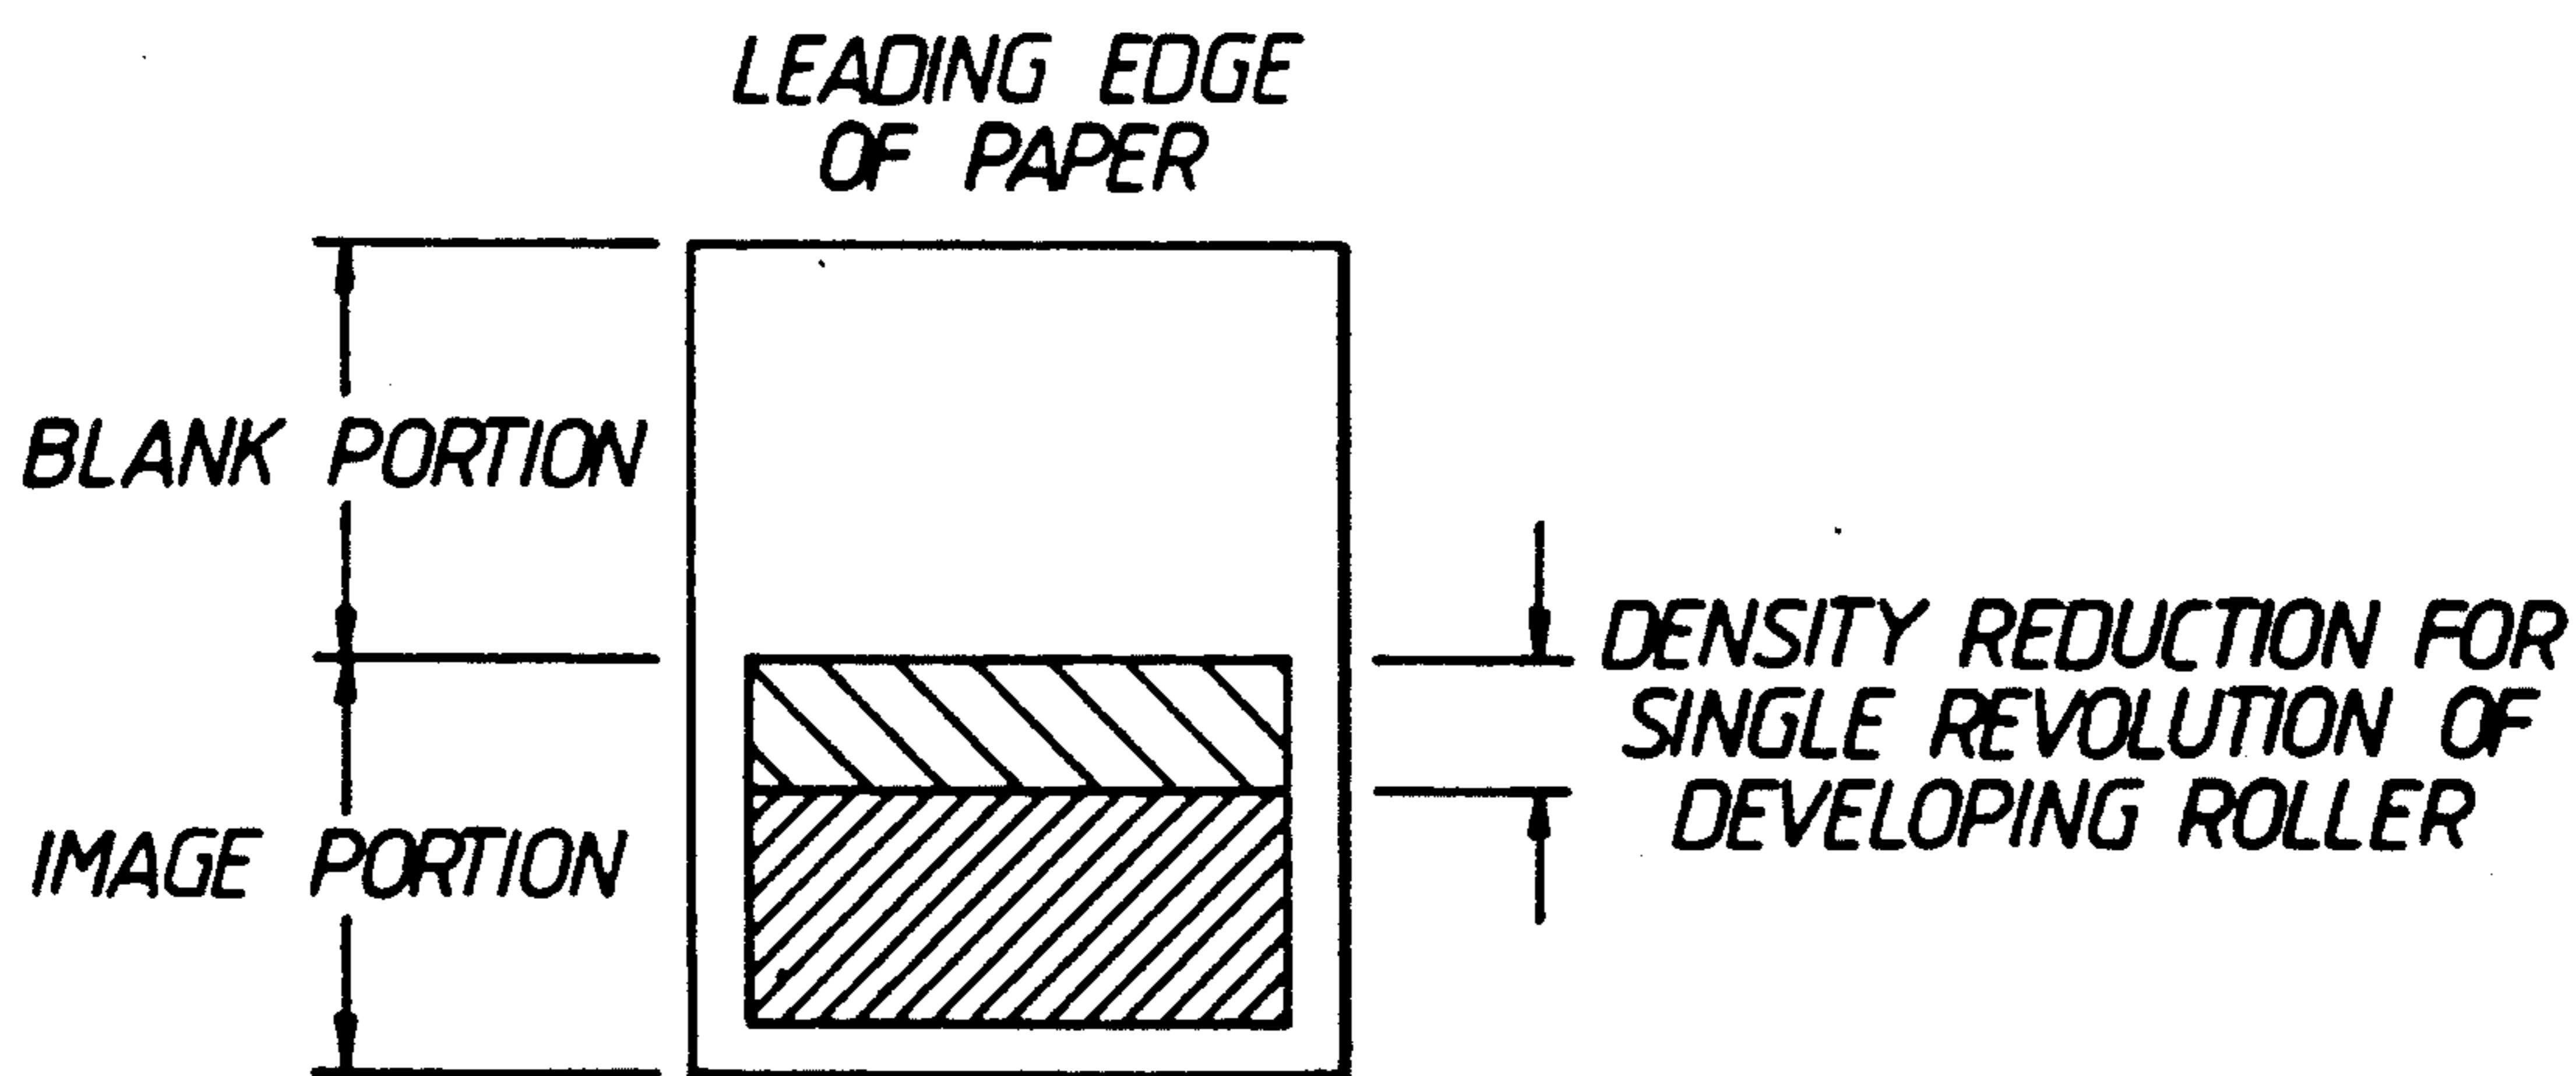 LEADING EDGE
OF PAPER
BLANK PORTION
DENSITY REDUCTION FOR
SINGLE REVOLUTION OF
DEVELOPING ROLLER
IMAGE PORTION